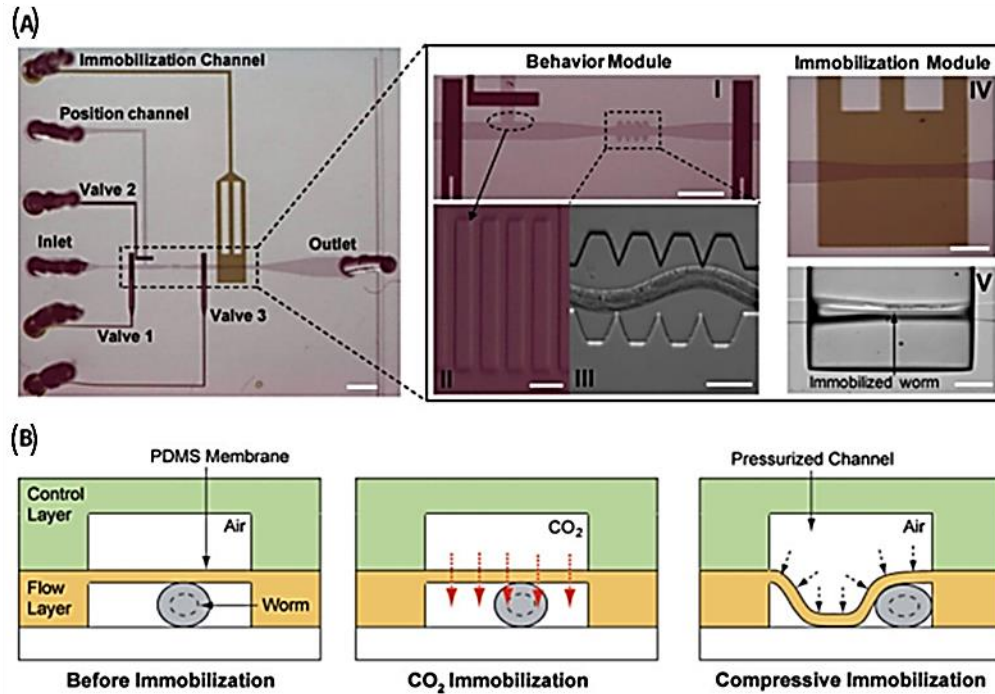 (A)
Immobilization Channel
Position channel
Valve 2
Inlet
Outlet
Valve 1
Valve 3
Behavior Module
Immobilization Module
I
II
III
IV
V
Immobilized worm
(B)
PDMS Membrane
Pressurized Channel
Control
Layer
Air
CO₂
Air
Flow
Layer
Worm
Before Immobilization
CO₂ Immobilization
Compressive Immobilization